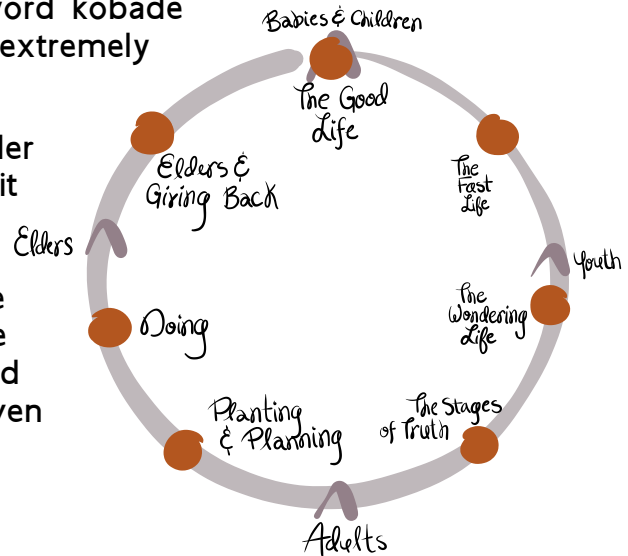 word kobade
extremely
der
it
e
e
d
ven
Babies & Children
The Good
Life
The
Fast
Life
Youth
The
Wondering
Life
The Stages
of Truth
Adults
Planting
& Planning
Doing
Elders
Elders &
Giving Back